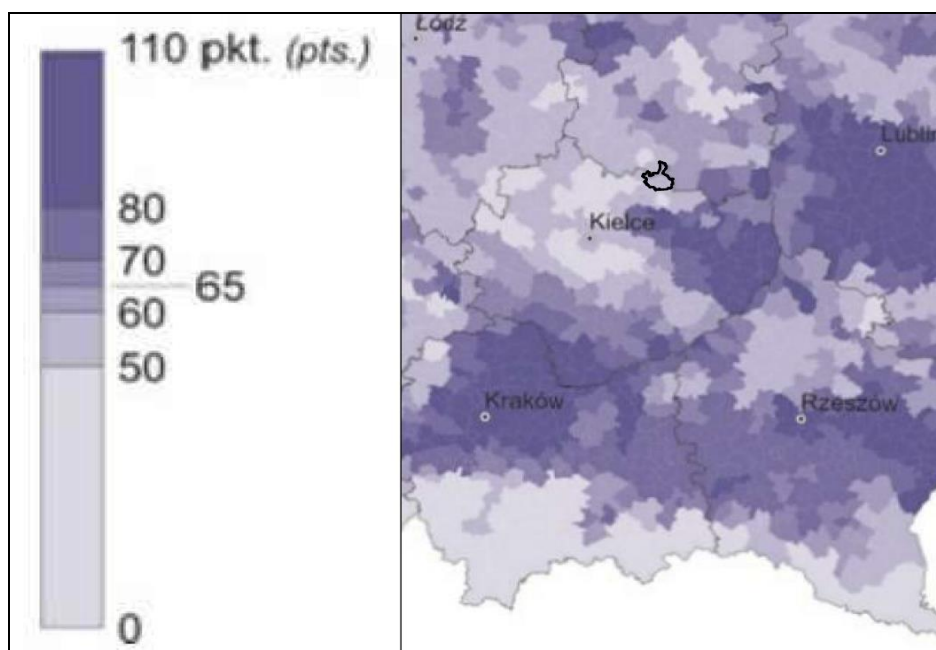 110 pkt. (pts.)
80
70
65
60
50
0
Łódź
Lublin
Kielce
Kraków
Rzeszów